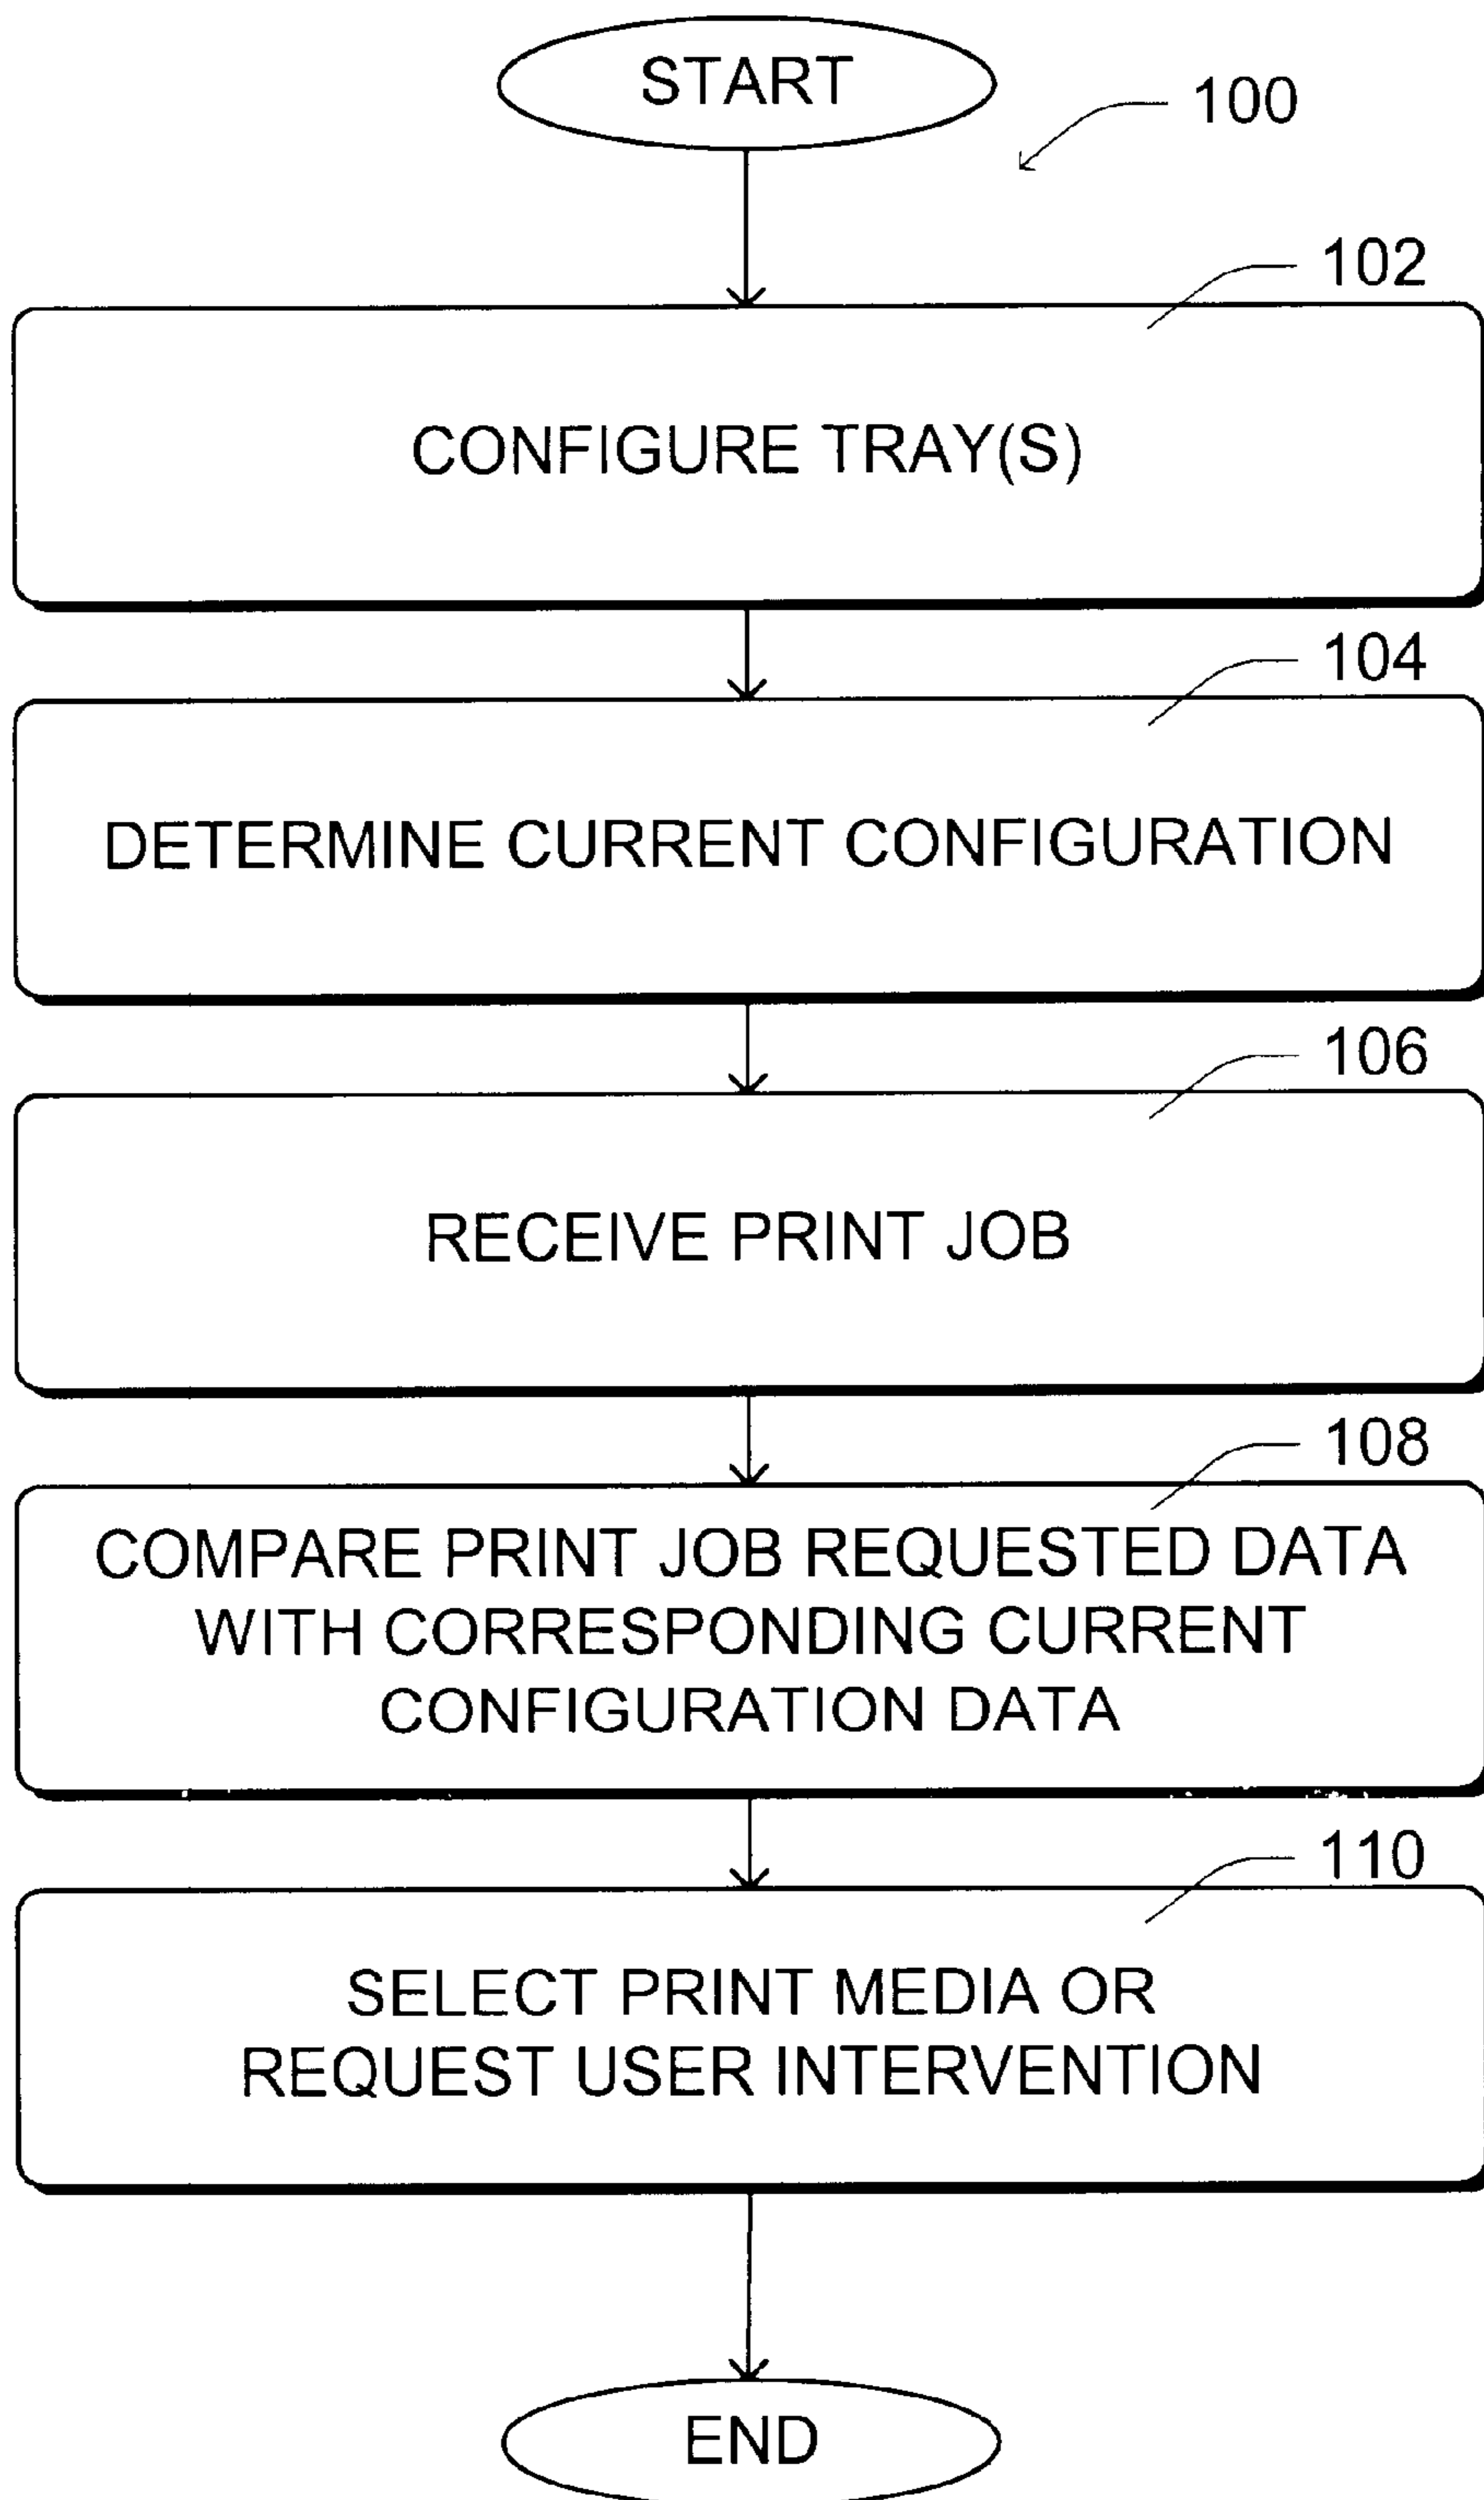 START
100
102
CONFIGURE TRAY(S)
104
DETERMINE CURRENT CONFIGURATION
106
RECEIVE PRINT JOB
108
COMPARE PRINT JOB REQUESTED DATA
WITH CORRESPONDING CURRENT
CONFIGURATION DATA
110
SELECT PRINT MEDIA OR
REQUEST USER INTERVENTION
END